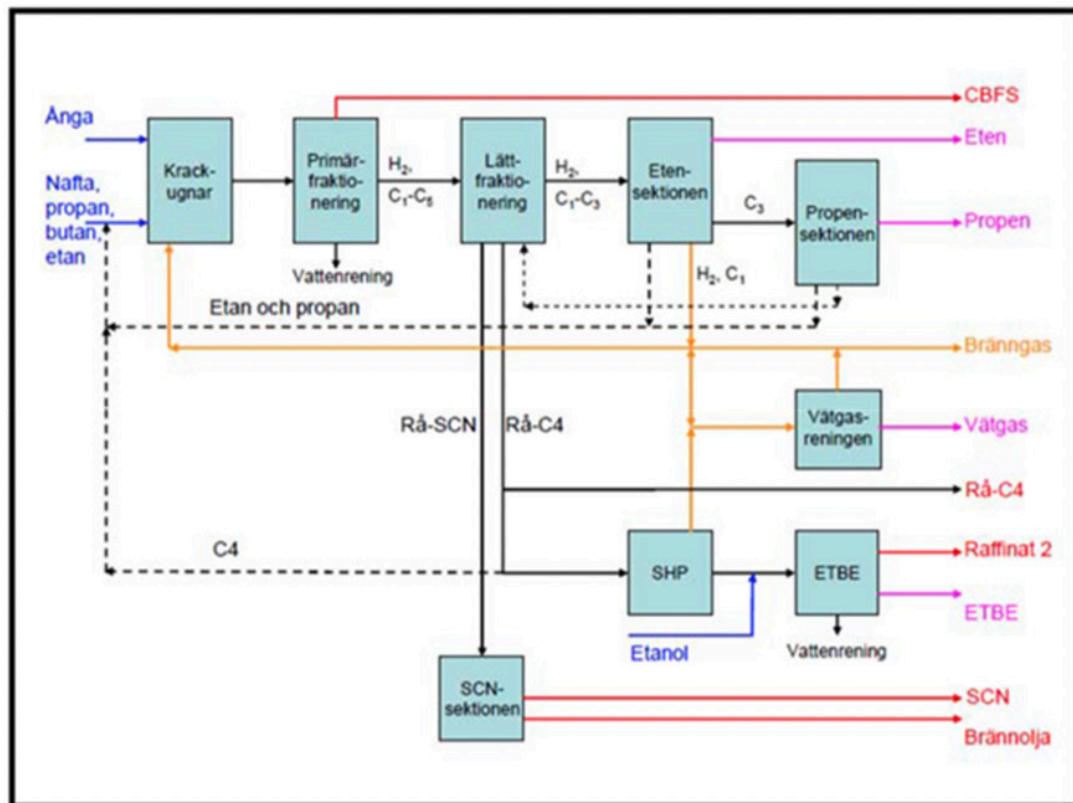 CBFS
Ånga
Eten
Krack-
ugnar
Primär-
fraktio-
nering
H₂,
C₁-C₅
Lätt-
fraktio-
nering
H₂,
C₁-C₃
Eten-
sektionen
C₃
Propen-
sektionen
Propen
Nafta,
propan,
butan,
etan
Vattenrening
H₂, C₁
Etan och propan
Bränngas
Rå-SCN
Rå-C4
Vätgas-
reningen
Vätgas
Rå-C4
C4
SHP
ETBE
Raffinat 2
ETBE
Etanol
Vattenrening
SCN-
sektionen
SCN
Brännolja